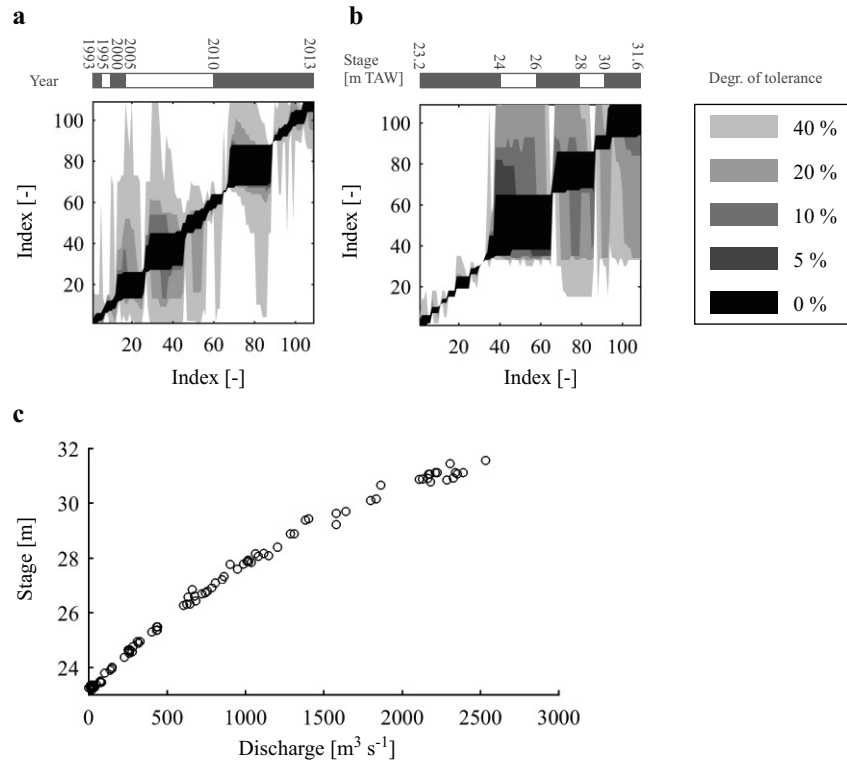 a
1993
1995
2000
2005
2010
2013
Year
100
80
60
40
20
Index [-]
20 40 60 80 100
Index [-]
b
23.2
24
26
28
30
31.6
Stage
[m TAW]
100
80
60
40
20
Index [-]
20 40 60 80 100
Index [-]
Degr. of tolerance
40 %
20 %
10 %
5 %
0 %
c
32
30
28
26
24
Stage [m]
0 500 1000 1500 2000 2500 3000
Discharge [m³ s⁻¹]